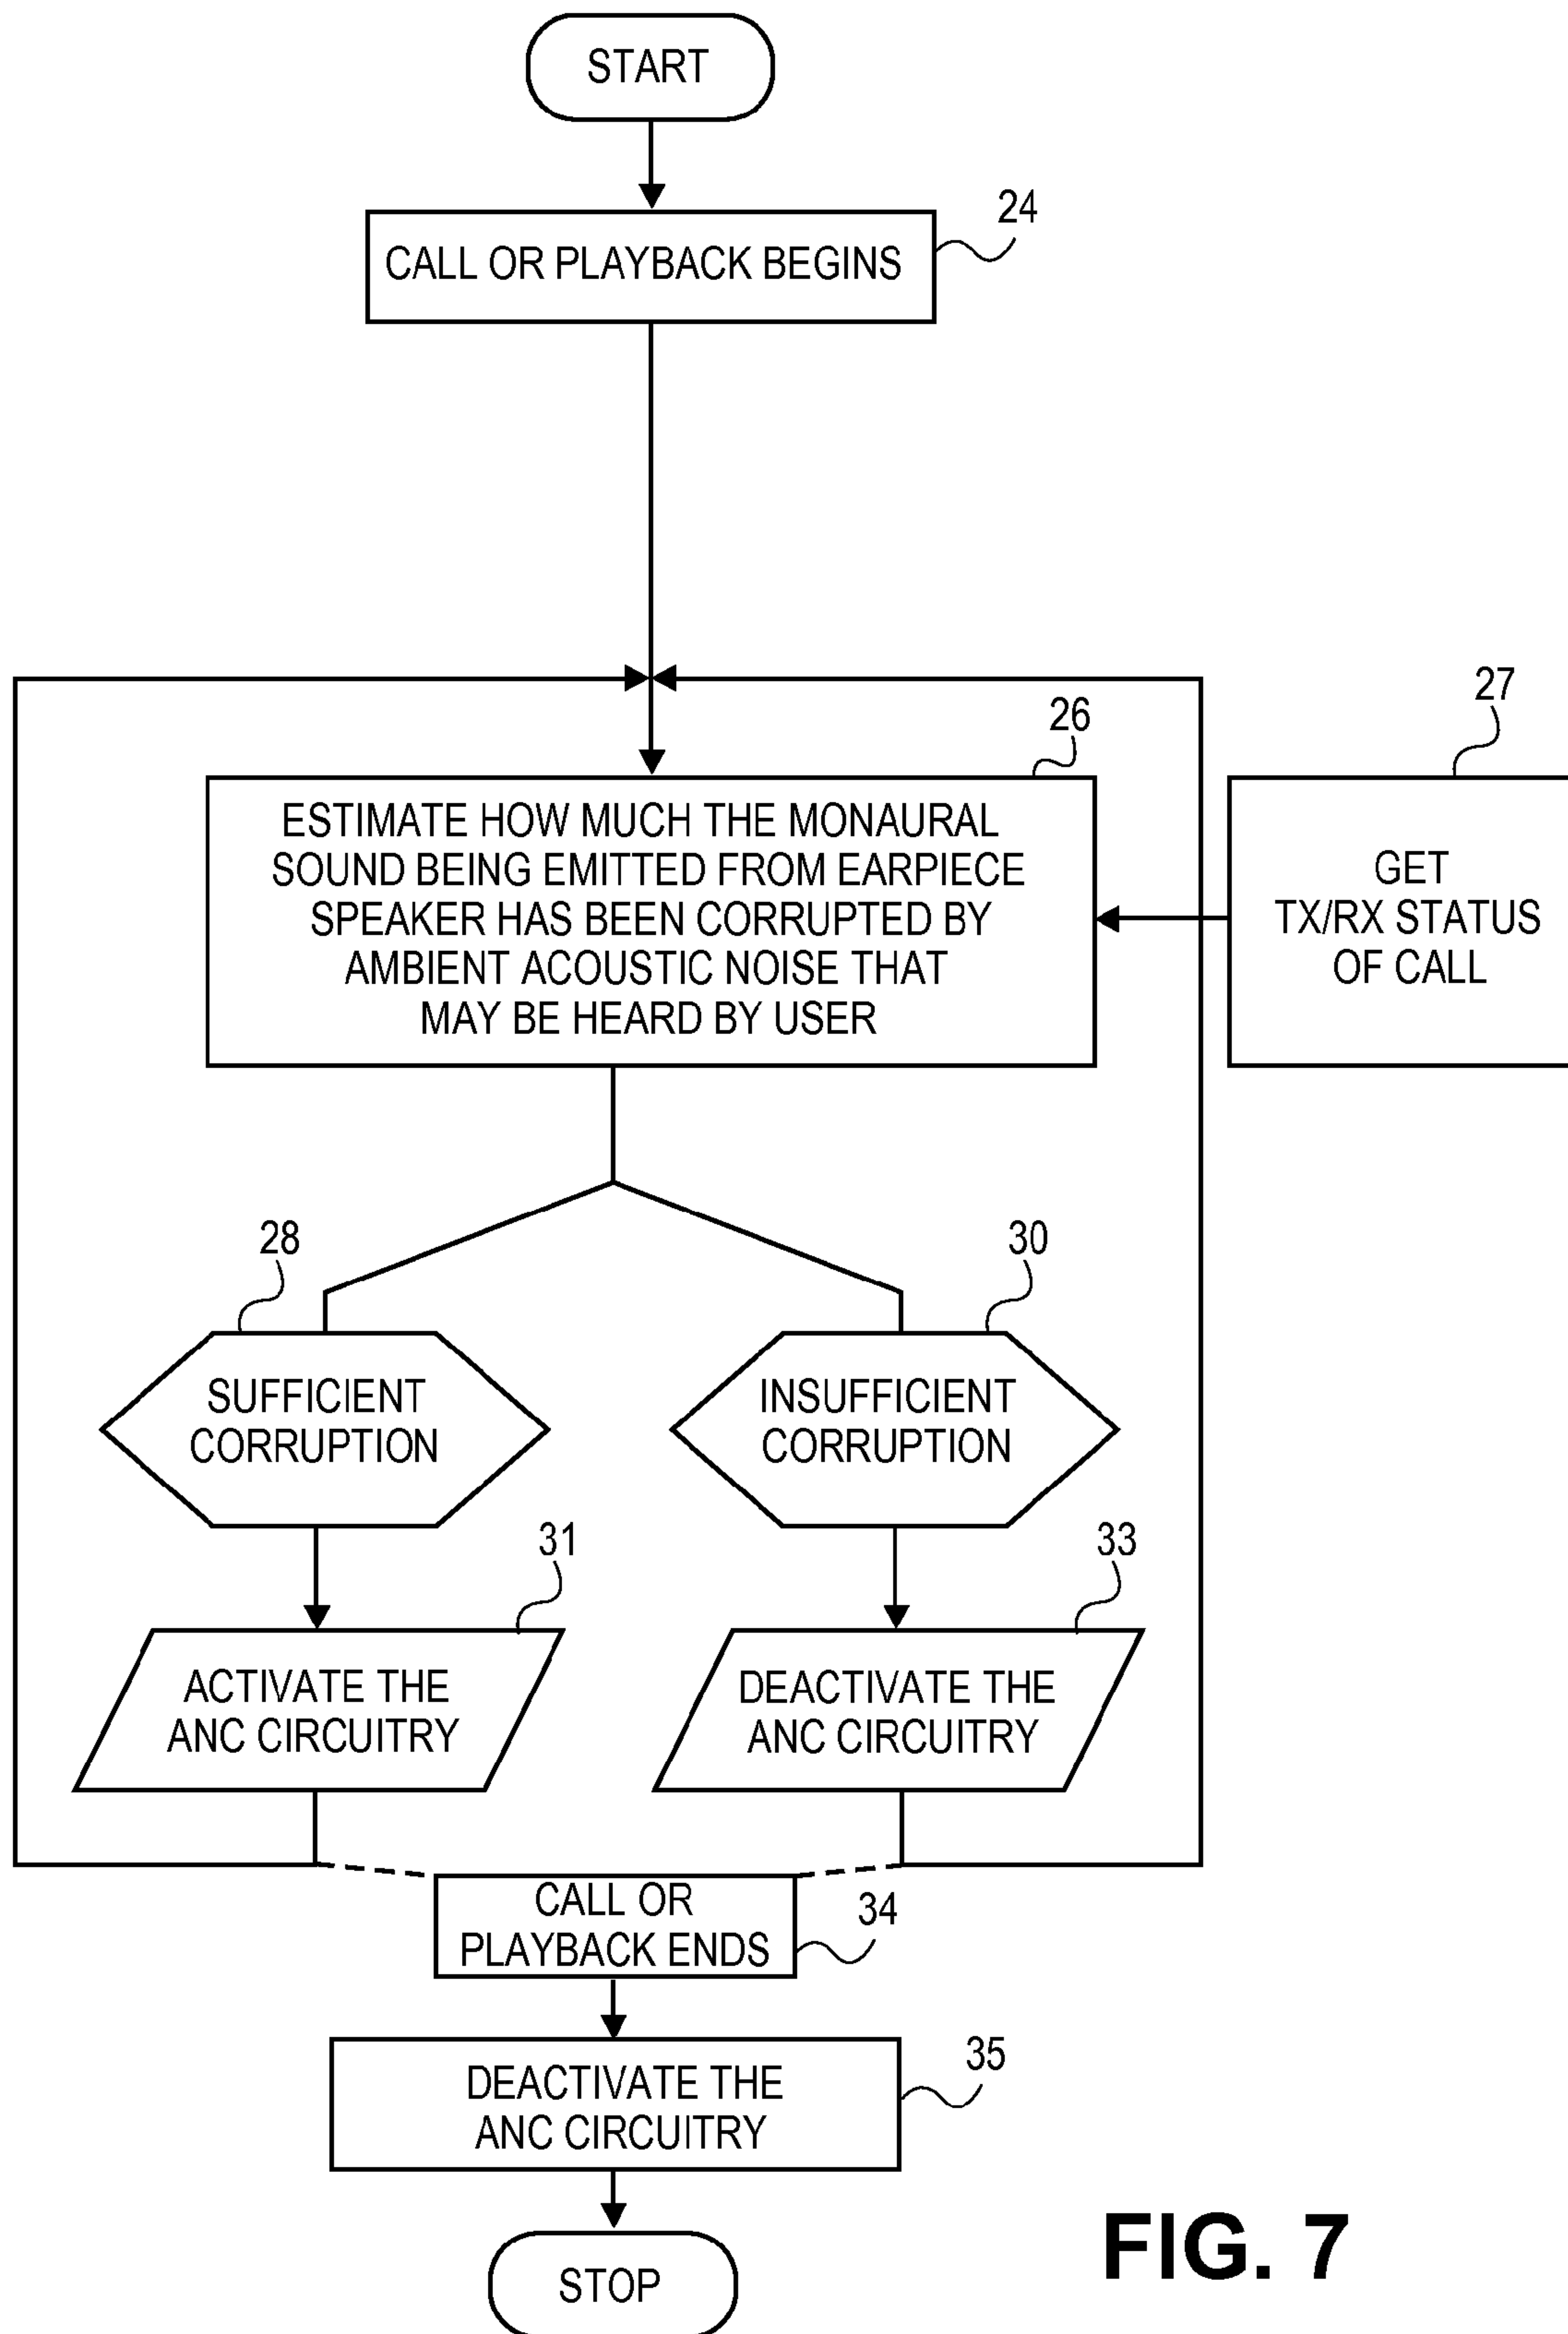 START
24
CALL OR PLAYBACK BEGINS
27
26
ESTIMATE HOW MUCH THE MONAURAL
SOUND BEING EMITTED FROM EARPIECE
SPEAKER HAS BEEN CORRUPTED BY
AMBIENT ACOUSTIC NOISE THAT
MAY BE HEARD BY USER
GET
TX/RX STATUS
OF CALL
28
30
SUFFICIENT
CORRUPTION
INSUFFICIENT
CORRUPTION
31
33
ACTIVATE THE
ANC CIRCUITRY
DEACTIVATE THE
ANC CIRCUITRY
CALL OR
PLAYBACK ENDS
34
35
DEACTIVATE THE
ANC CIRCUITRY
STOP
FIG. 7